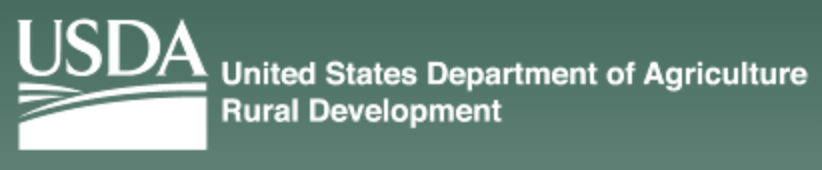 USDA
United States Department of Agriculture
Rural Development